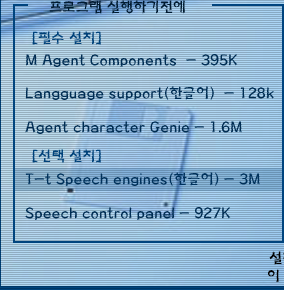 프로그램 실행하기전에
[필수 설치]
M Agent Components - 395K
Langguage support(한글어) - 128k
Agent character Genie - 1.6M
[선택 설치]
T-t Speech engines(한글어) - 3M
Speech control panel - 927K
이